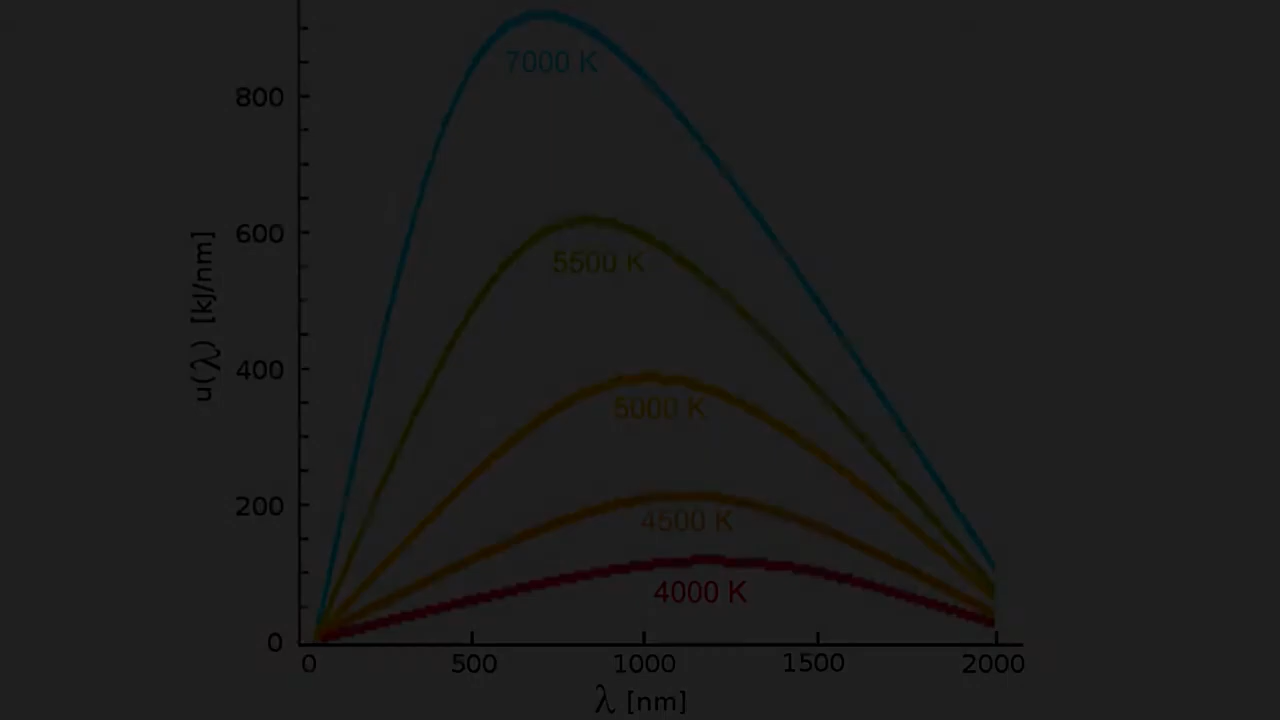 7000 K
800
600
5500 K
u(λ) [kJ/nm]
400
5000 K
200
4500 K
4000 K
0
0 500 1000 1500 2000
λ [nm]